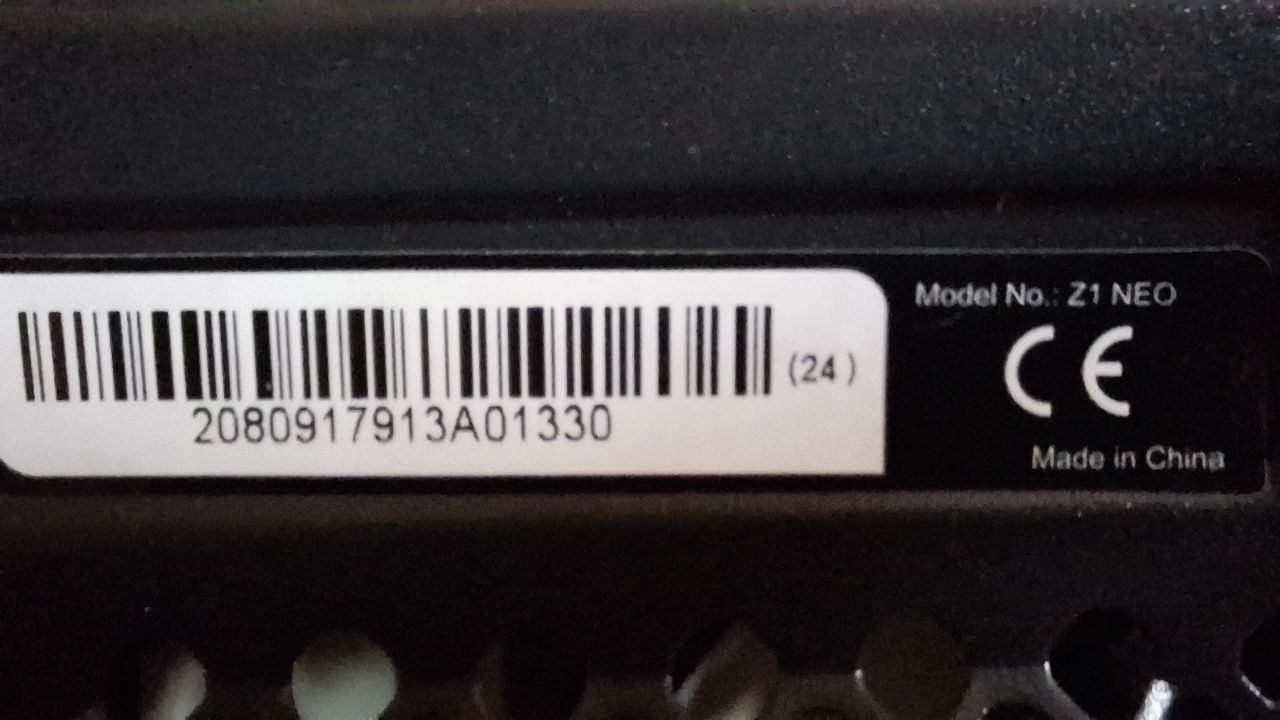 Model No.: Z1 NEO
(24)
2080917913A01330
CE
Made in China